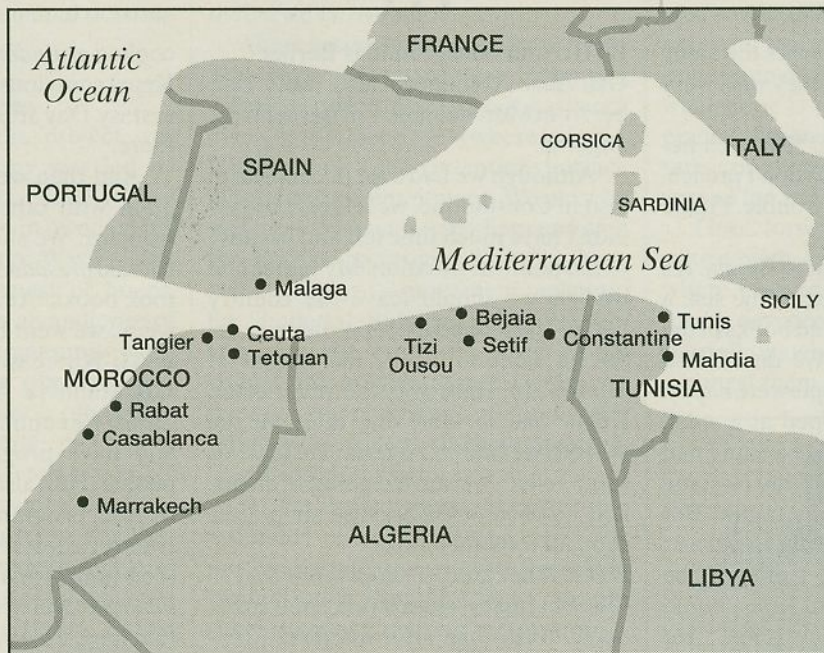 Atlantic
Ocean
FRANCE
CORSICA
ITALY
SPAIN
PORTUGAL
SARDINIA
Mediterranean Sea
SICILY
Malaga
Tangier
Ceuta
Tetouan
Bejaia
Tunis
Tizi
Ousou
Setif
Constantine
Mahdia
MOROCCO
TUNISIA
Rabat
Casablanca
Marrakech
ALGERIA
LIBYA